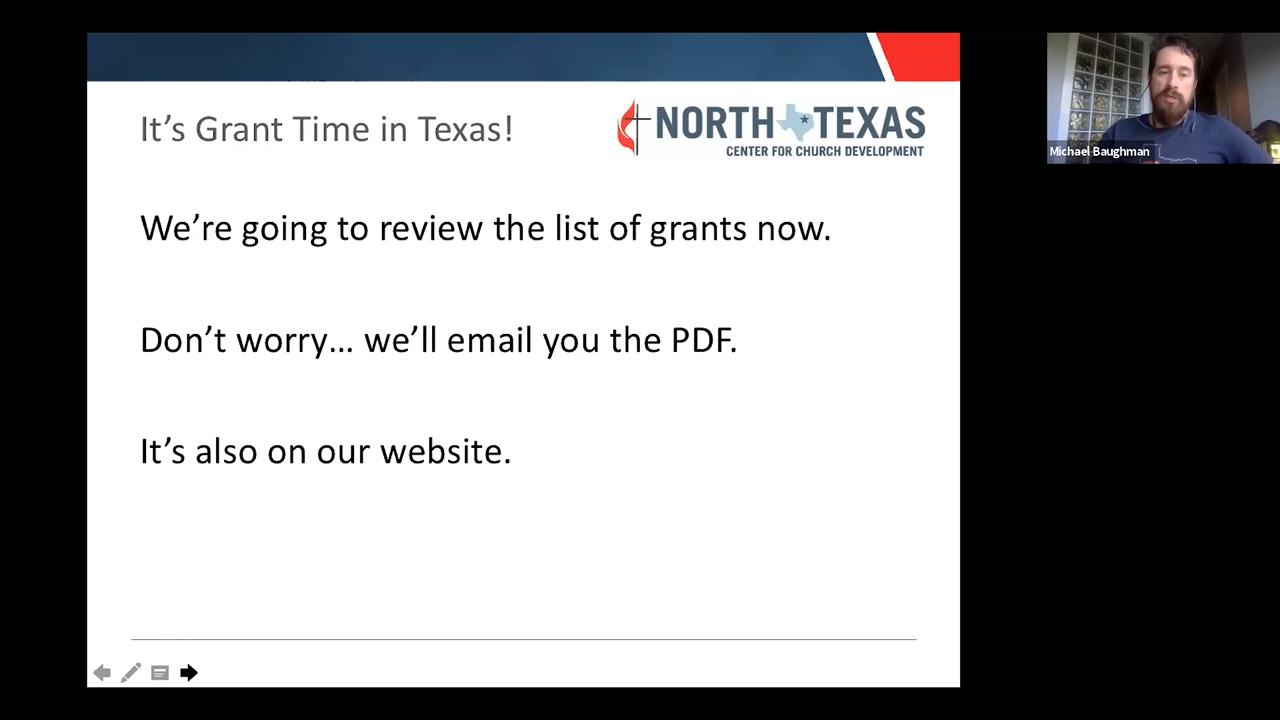 It's Grant Time in Texas!
NORTH TEXAS
CENTER FOR CHURCH DEVELOPMENT
We're going to review the list of grants now.
Don't worry... we'll email you the PDF.
It's also on our website.
Michael Baughman